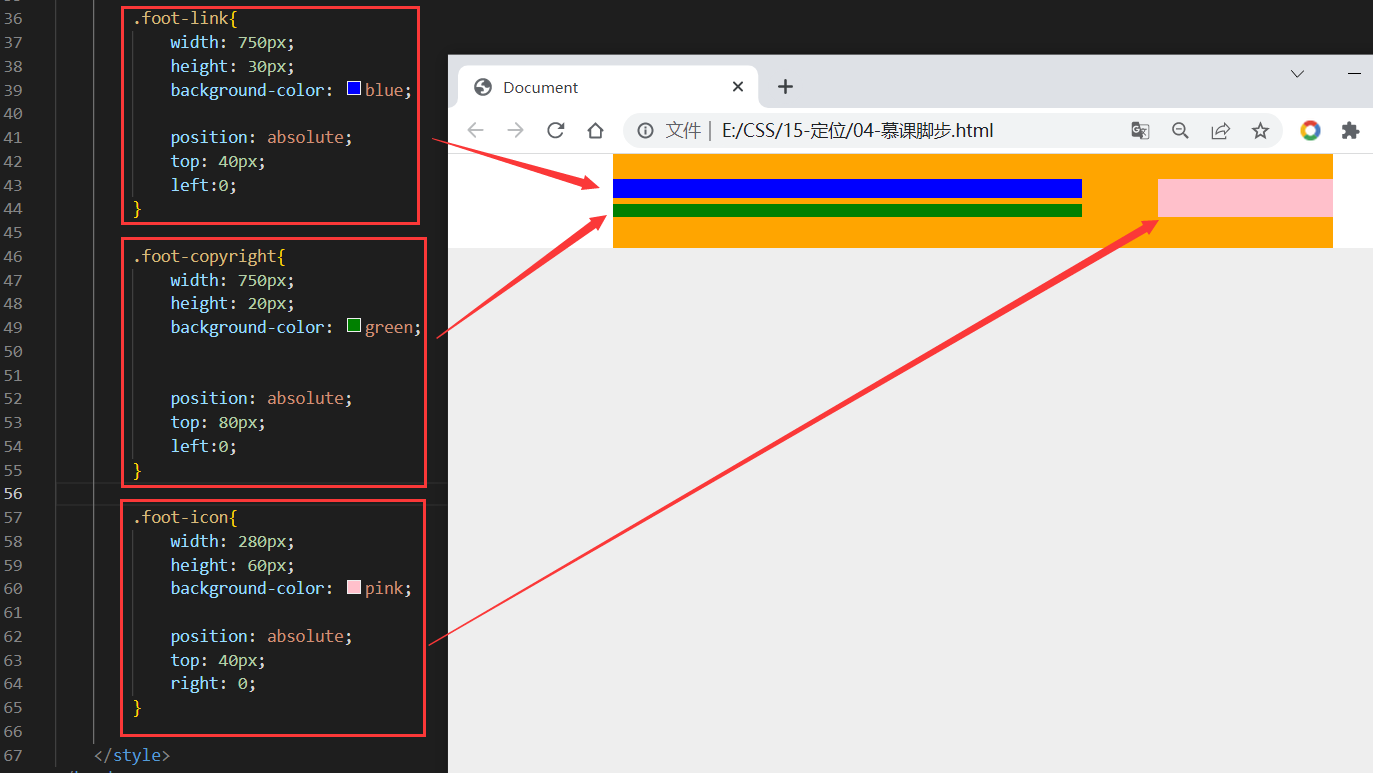 36 .foot-link{
37 width: 750px;
38 height: 30px;
39 background-color: blue;
40
41 position: absolute;
42 top: 40px;
43 left:0;
44 }
45
46 .foot-copyright{
47 width: 750px;
48 height: 20px;
49 background-color: green;
50
51
52 position: absolute;
53 top: 80px;
54 left:0;
55 }
56
57 .foot-icon{
58 width: 280px;
59 height: 60px;
60 background-color: pink;
61
62 position: absolute;
63 top: 40px;
64 right: 0;
65 }
66
67 </style>
Document
文件 | E:/CSS/15-定位/04-慕课脚步.html